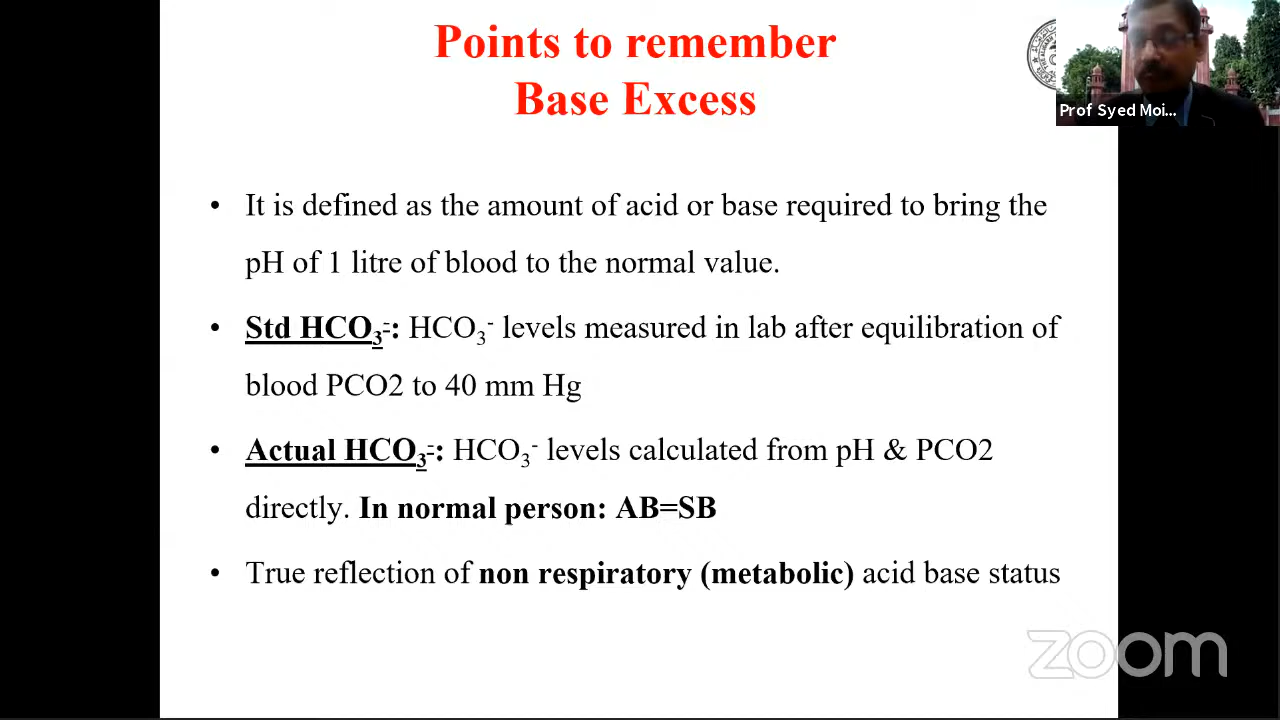 Points to remember
Base Excess
Prof Syed Moi...
• It is defined as the amount of acid or base required to bring the
pH of 1 litre of blood to the normal value.
• Std HCO₃⁻: HCO₃⁻ levels measured in lab after equilibration of
blood PCO2 to 40 mm Hg
• Actual HCO₃⁻: HCO₃⁻ levels calculated from pH & PCO2
directly. In normal person: AB=SB
• True reflection of non respiratory (metabolic) acid base status
zoom